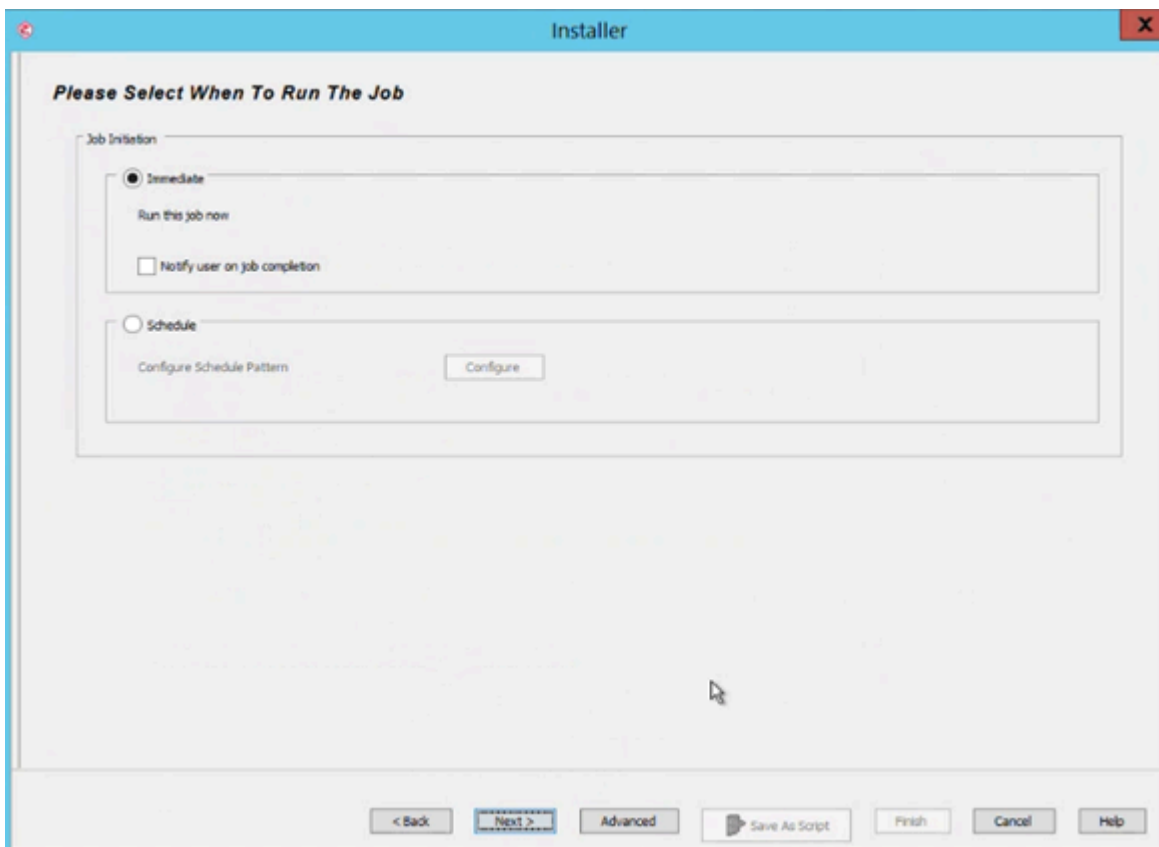 Installer
X
Please Select When To Run The Job
Job Initiation
Immediate
Run this job now
Notify user on job completion
Schedule
Configure Schedule Pattern
Configure
< Back
Next >
Advanced
Save As Script
Finish
Cancel
Help